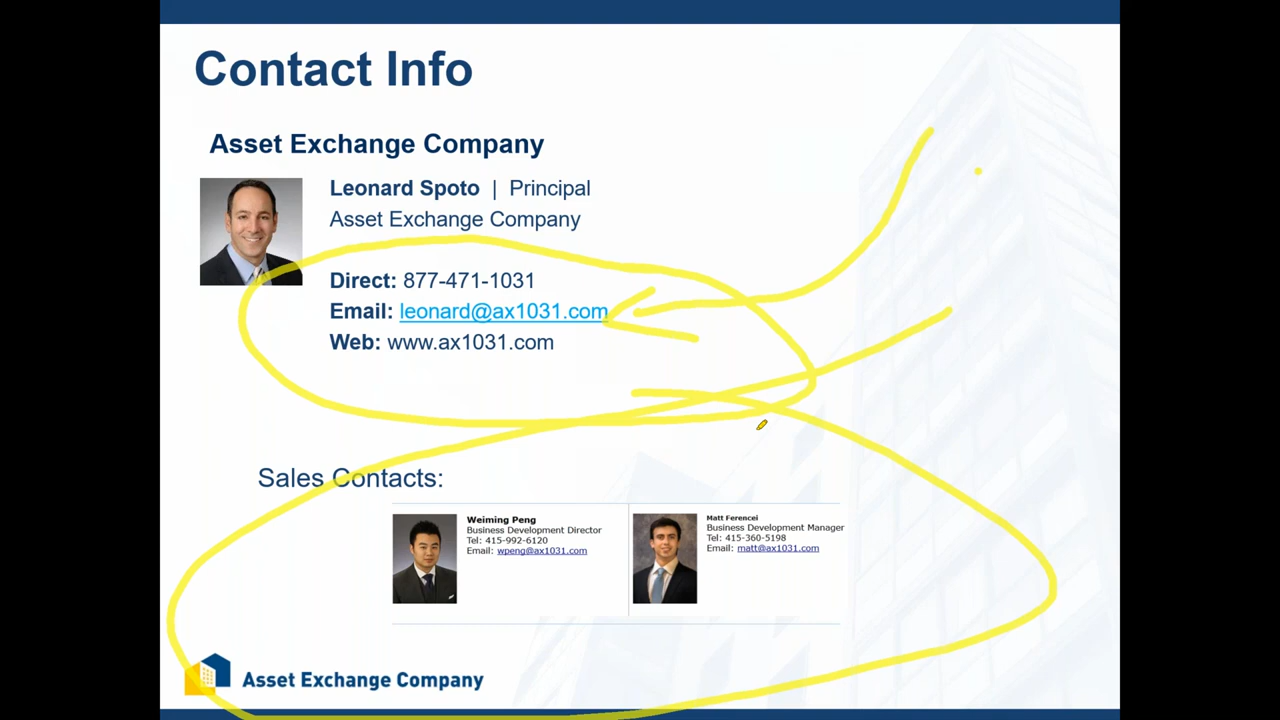 Contact Info
Asset Exchange Company
Leonard Spoto | Principal
Asset Exchange Company
Direct: 877-471-1031
Email: leonard@ax1031.com
Web: www.ax1031.com
Sales Contacts:
Weiming Peng
Business Development Director
Tel: 415-992-6120
Email: wpeng@ax1031.com
Matt Ferencei
Business Development Manager
Tel: 415-360-5198
Email: matt@ax1031.com
Asset Exchange Company